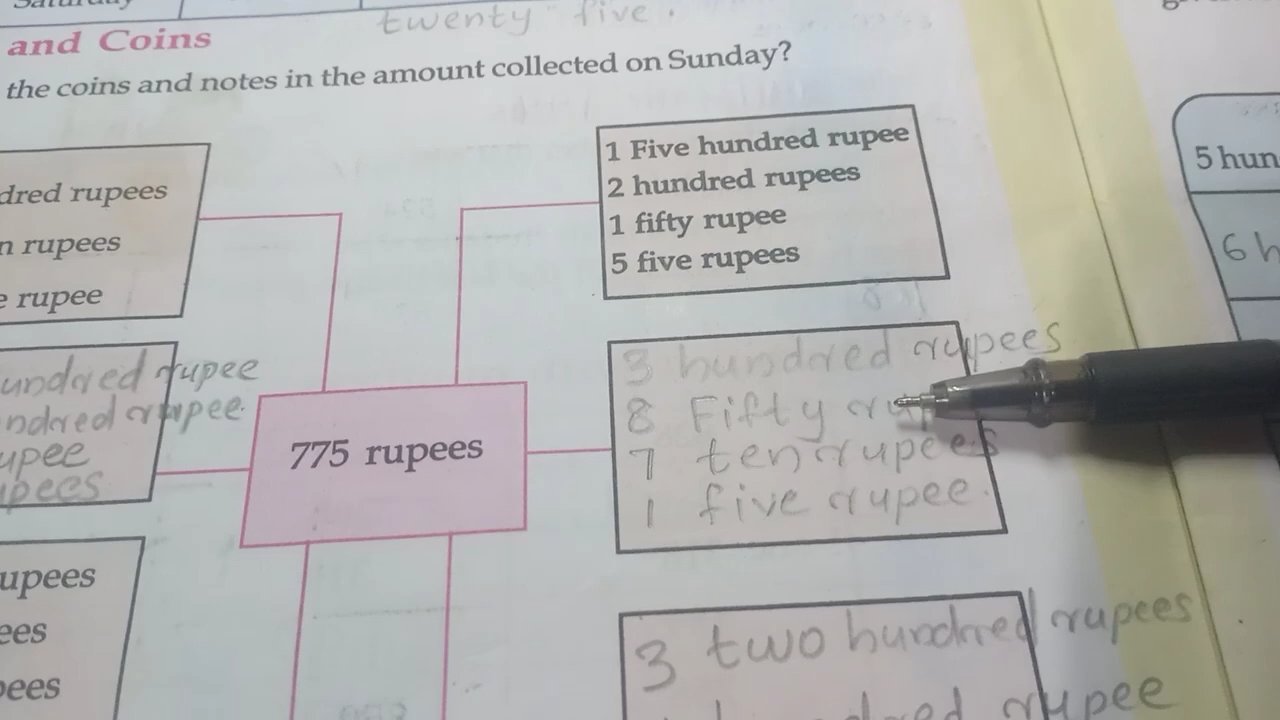 Saturday
twenty five.
and Coins
the coins and notes in the amount collected on Sunday?
dred rupees
n rupees
e rupee
1 Five hundred rupee
2 hundred rupees
1 fifty rupee
5 five rupees
undred rupee
ndred rupee.
upee
upees
775 rupees
3 hundred rupees
8 Fifty rup
7 ten rupees
1 five rupee.
upees
ees
pees
3 two hundred rupees
rupee
5 hun
6 h